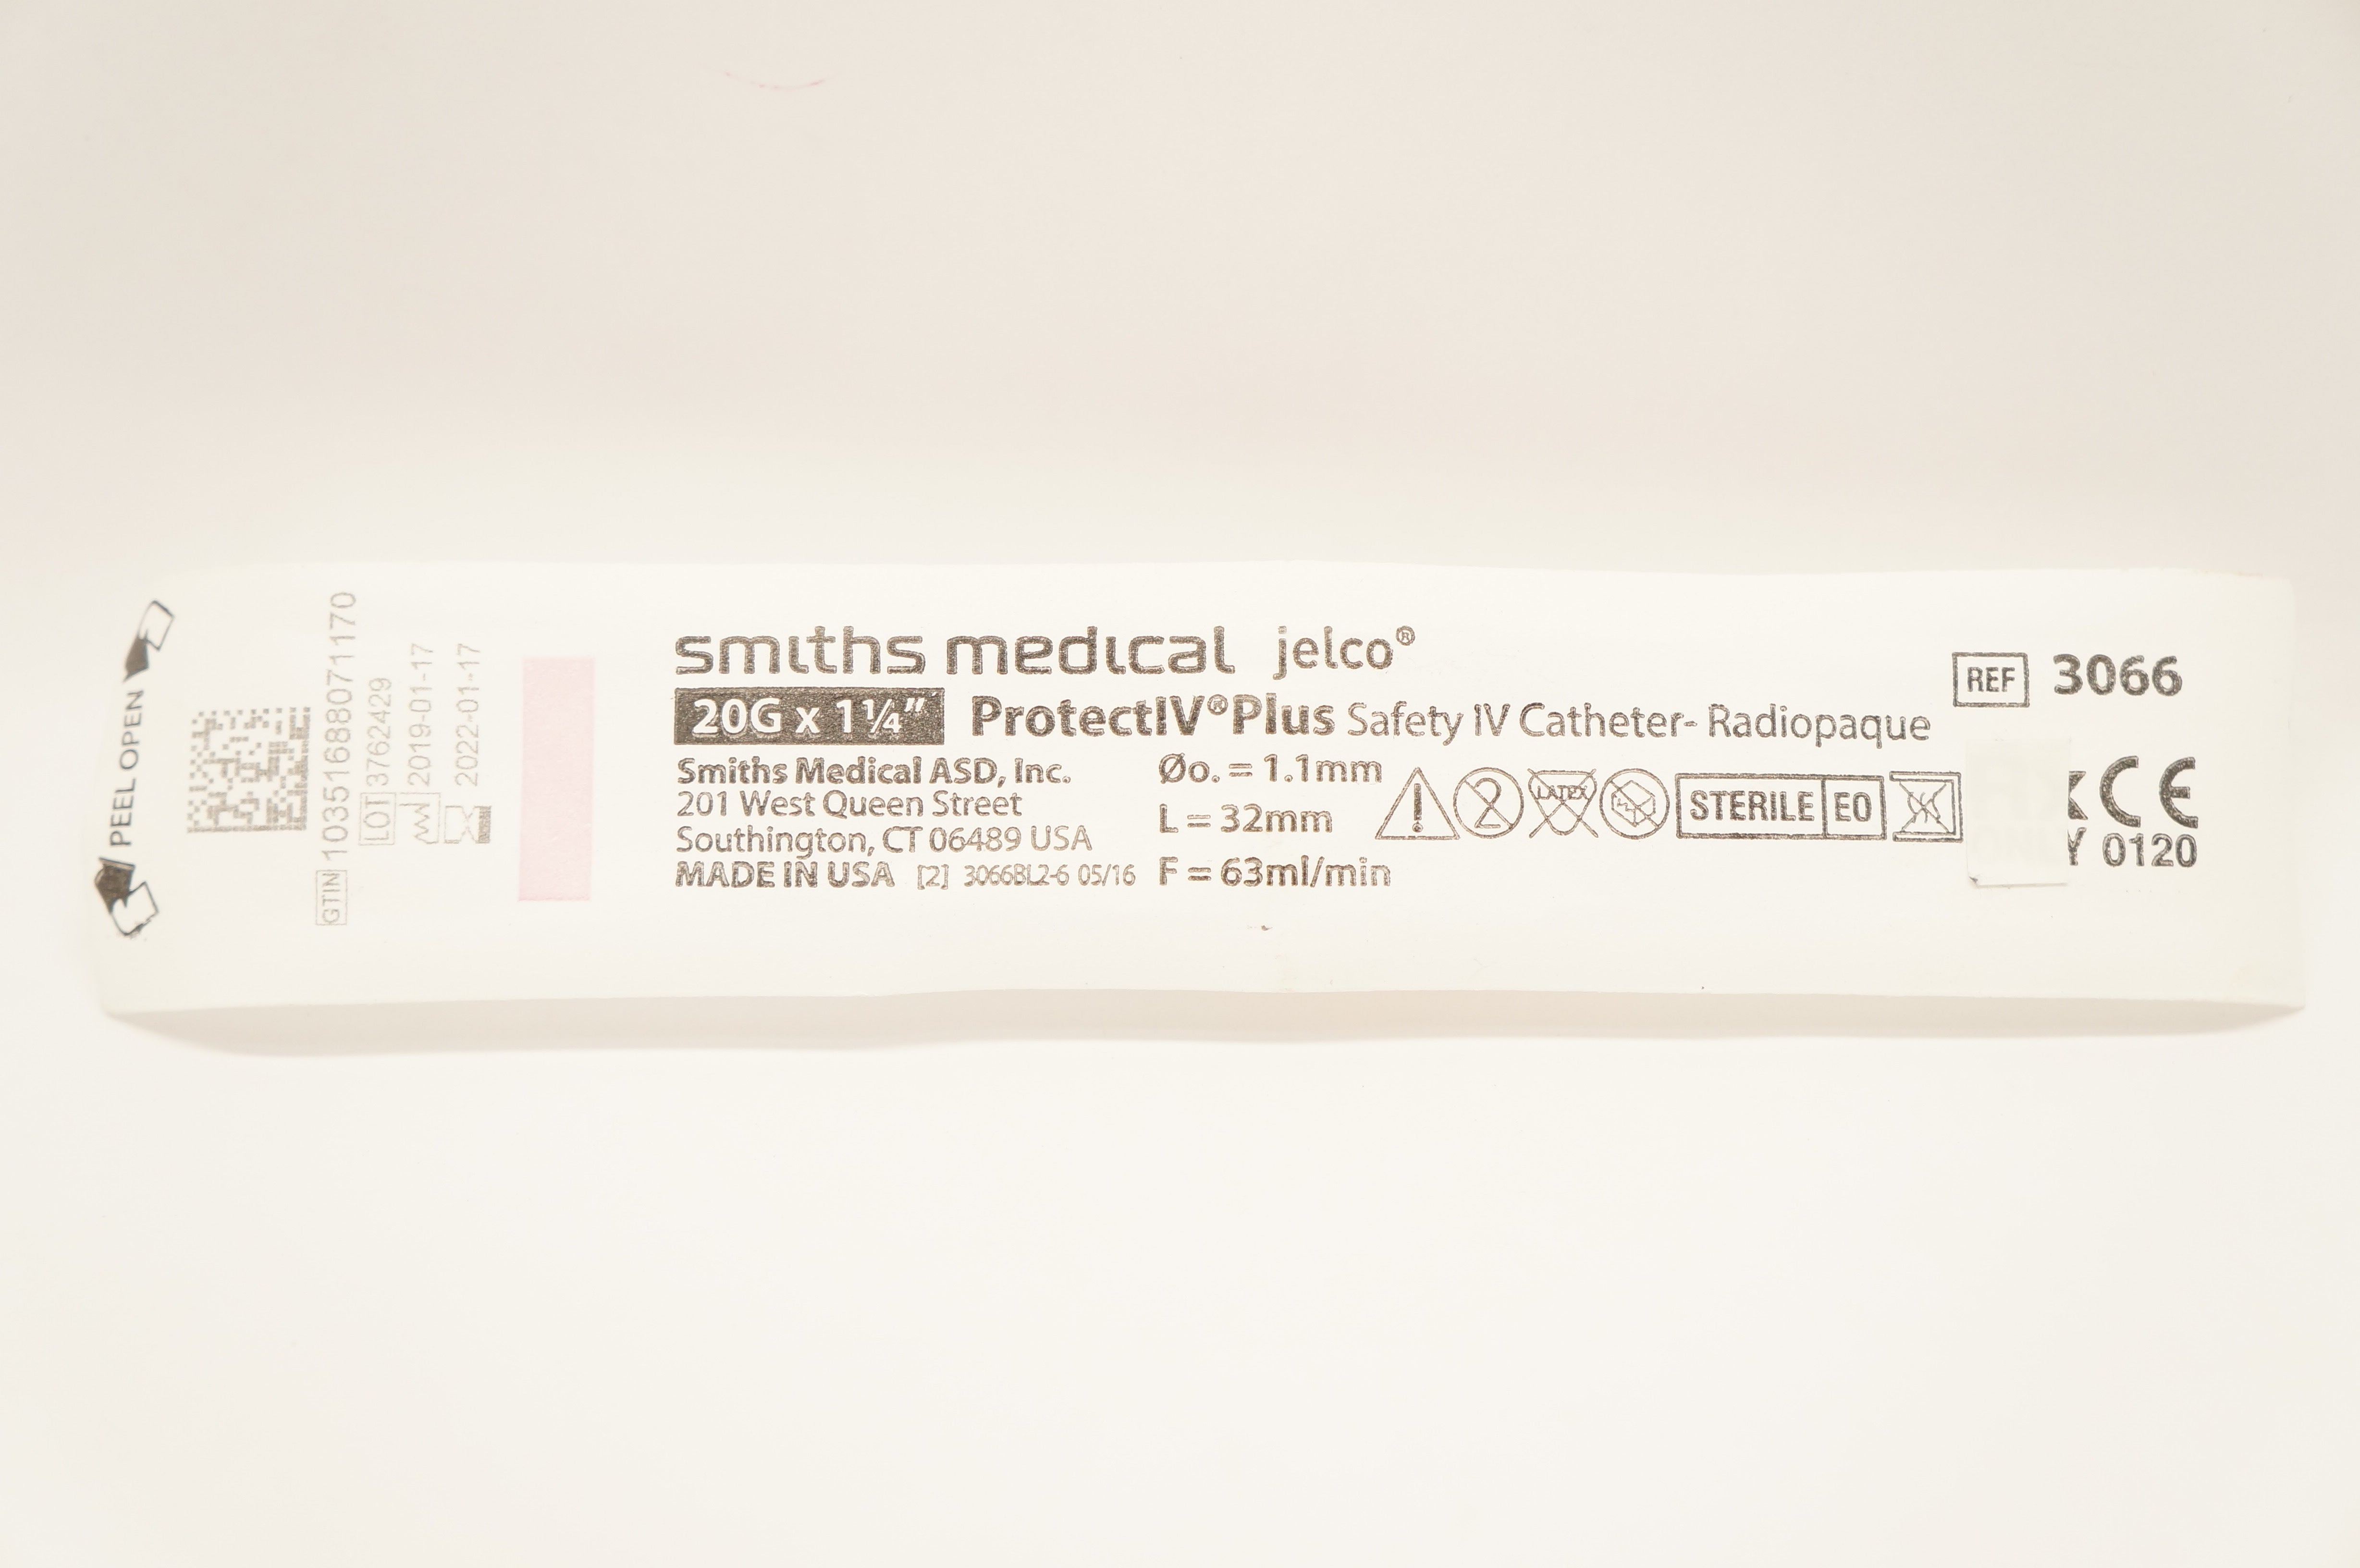 PEEL OPEN
GTIN 10351688071170
LOT 3762429
2019-01-17
2022-01-17
smiths medical jelco®
20G x 1¼" ProtectIV® Plus Safety IV Catheter- Radiopaque
Smiths Medical ASD, Inc.
201 West Queen Street
Southington, CT 06489 USA
MADE IN USA [2] 3066BL2-6 05/16
Øo. = 1.1mm
L = 32mm
F = 63ml/min
2
LATEX
STERILE EO
REF 3066
CE
0120